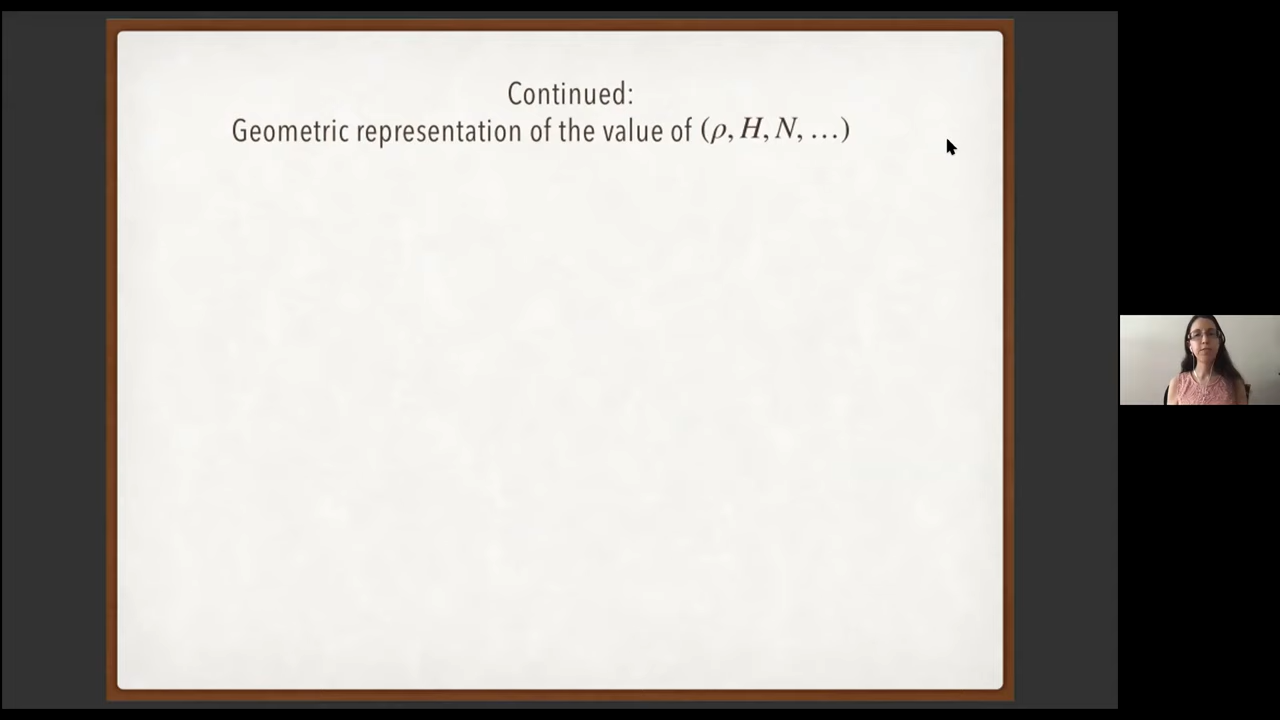 Continued:
Geometric representation of the value of (ρ, H, N, …)